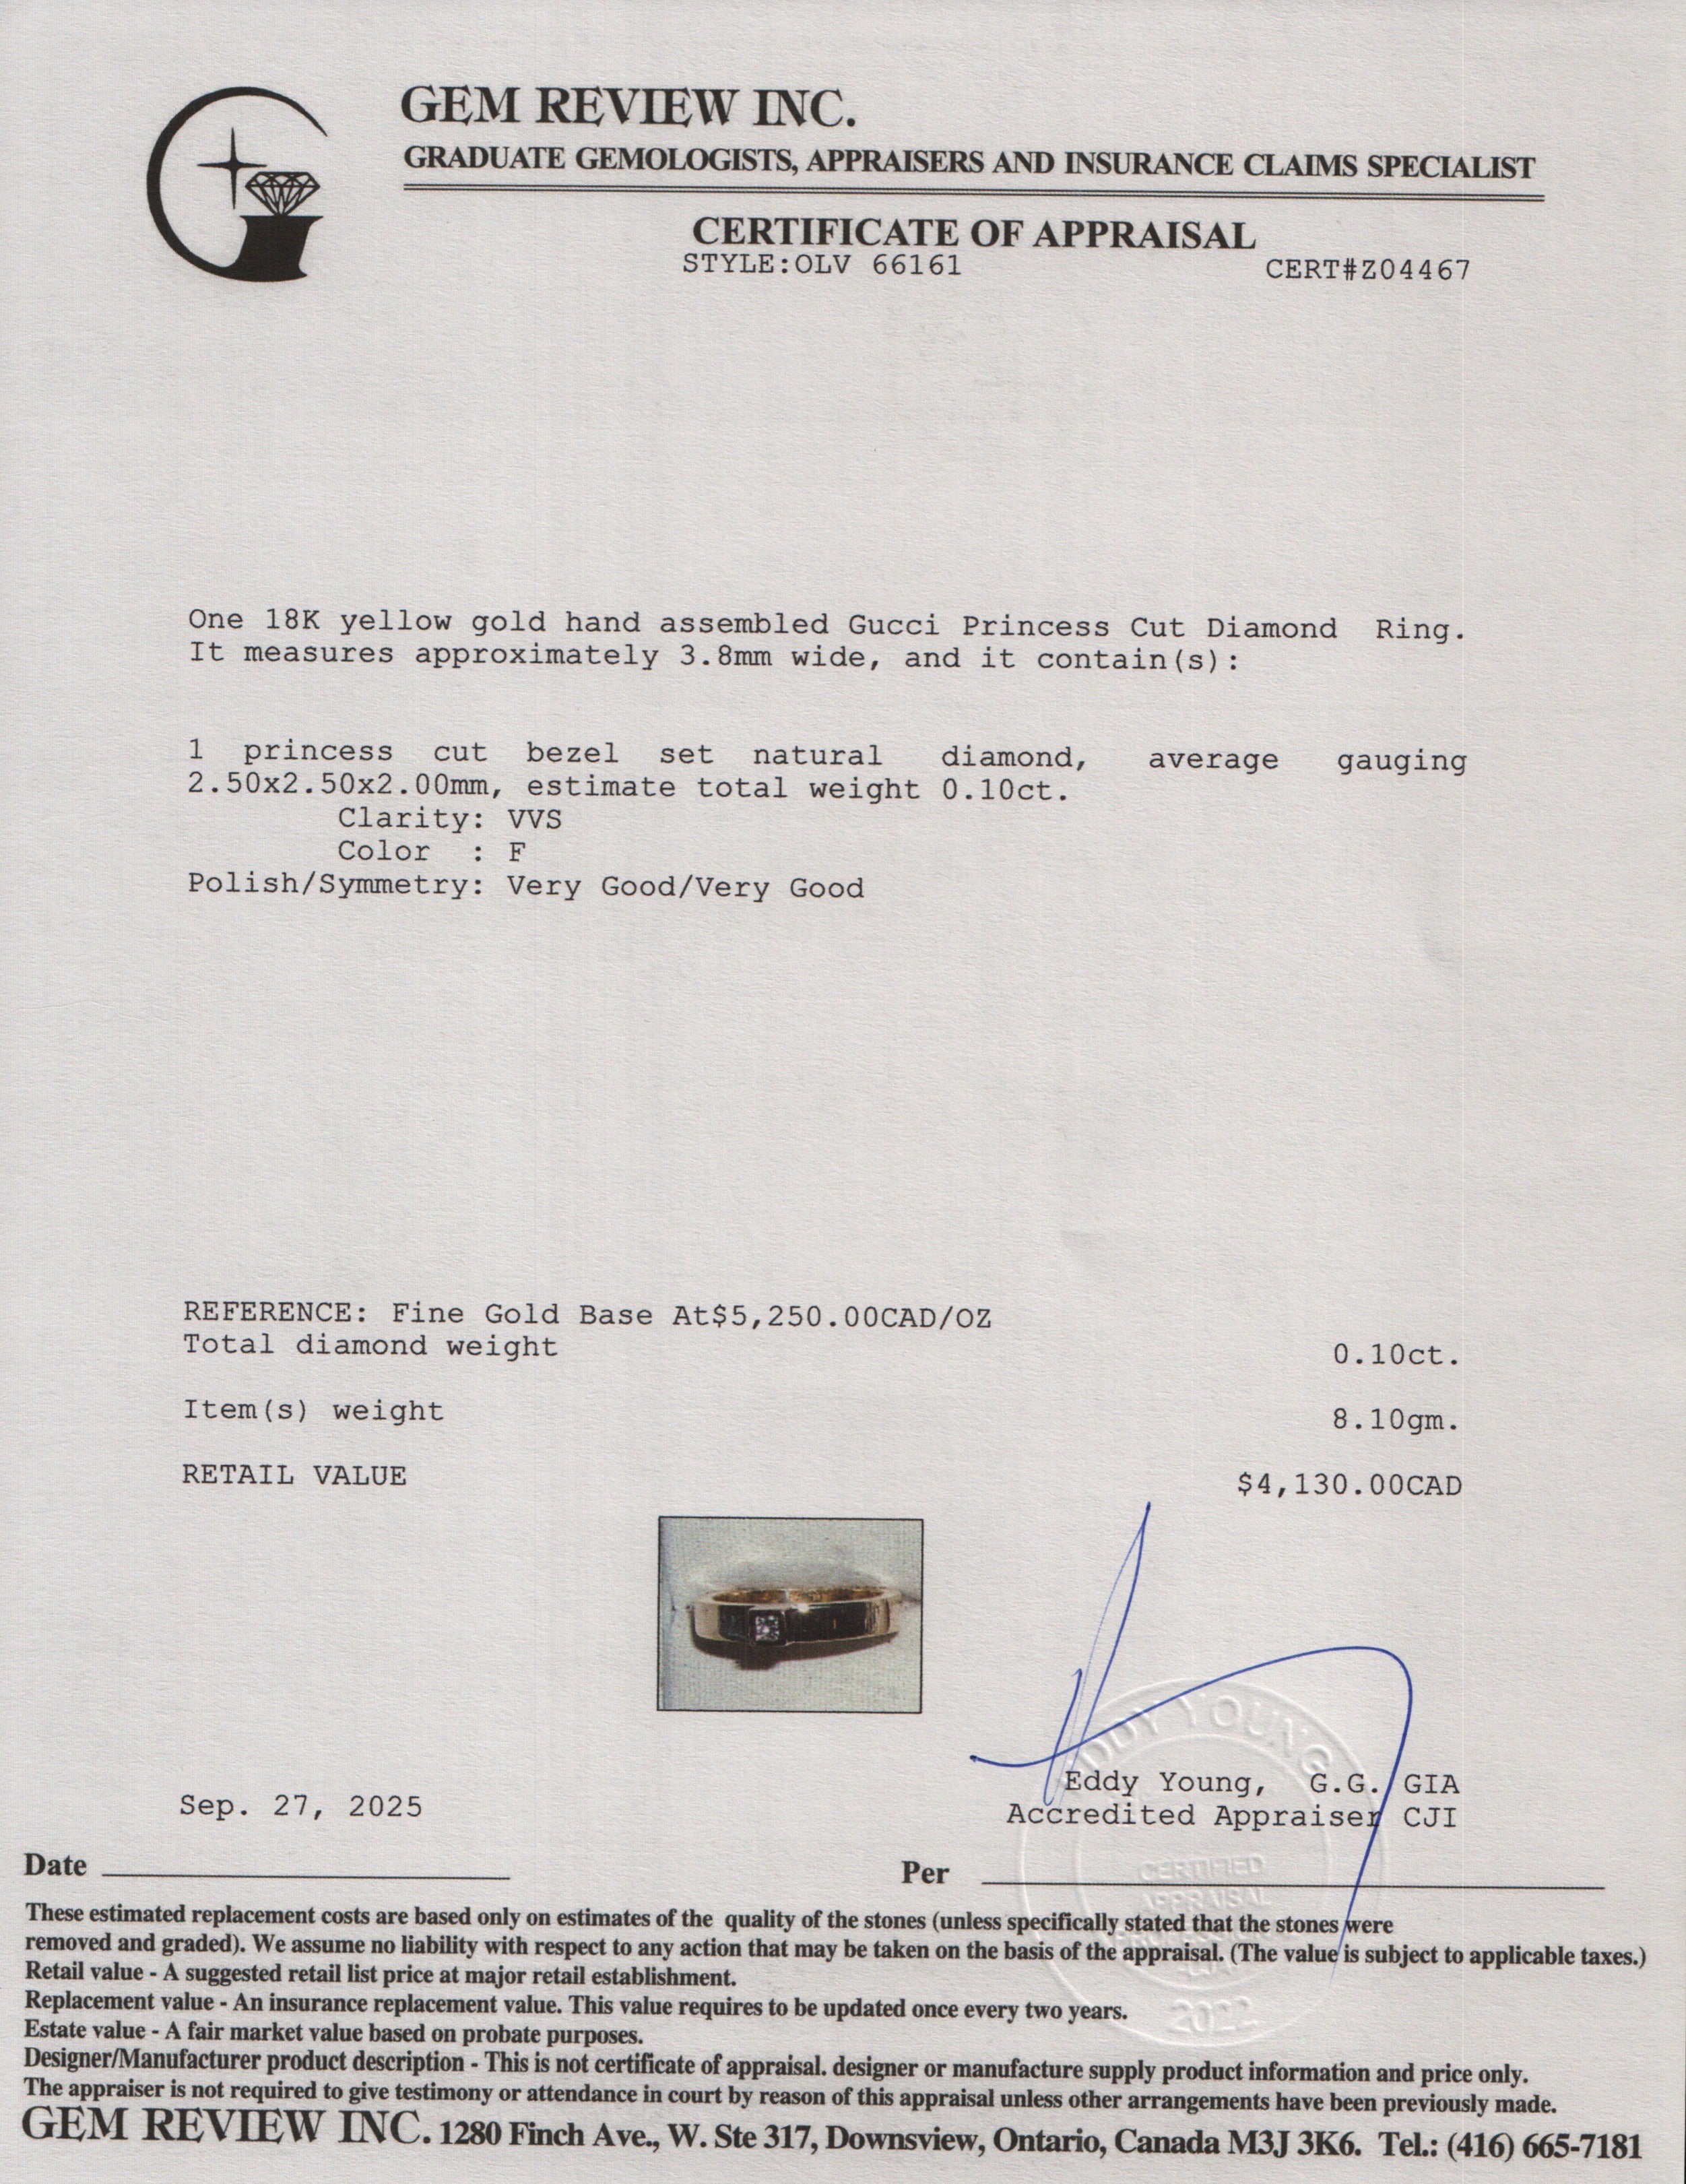 GEM REVIEW INC.
GRADUATE GEMOLOGISTS, APPRAISERS AND INSURANCE CLAIMS SPECIALIST
CERTIFICATE OF APPRAISAL
STYLE:OLV 66161
CERT#Z04467
One 18K yellow gold hand assembled Gucci Princess Cut Diamond Ring.
It measures approximately 3.8mm wide, and it contain(s):
1 princess cut bezel set natural diamond, average gauging
2.50x2.50x2.00mm, estimate total weight 0.10ct.
Clarity: VVS
Color : F
Polish/Symmetry: Very Good/Very Good
REFERENCE: Fine Gold Base At$5,250.00CAD/OZ
Total diamond weight 0.10ct.
Item(s) weight 8.10gm.
RETAIL VALUE $4,130.00CAD
EDDY YOUNG
Eddy Young, G.G. GIA
Sep. 27, 2025
Accredited Appraiser CJI
Date
Per
CERTIFIED
APPRAISAL
2022
These estimated replacement costs are based only on estimates of the quality of the stones (unless specifically stated that the stones were
removed and graded). We assume no liability with respect to any action that may be taken on the basis of the appraisal. (The value is subject to applicable taxes.)
Retail value - A suggested retail list price at major retail establishment.
Replacement value - An insurance replacement value. This value requires to be updated once every two years.
Estate value - A fair market value based on probate purposes.
Designer/Manufacturer product description - This is not certificate of appraisal. designer or manufacture supply product information and price only.
The appraiser is not required to give testimony or attendance in court by reason of this appraisal unless other arrangements have been previously made.
GEM REVIEW INC. 1280 Finch Ave., W. Ste 317, Downsview, Ontario, Canada M3J 3K6. Tel.: (416) 665-7181